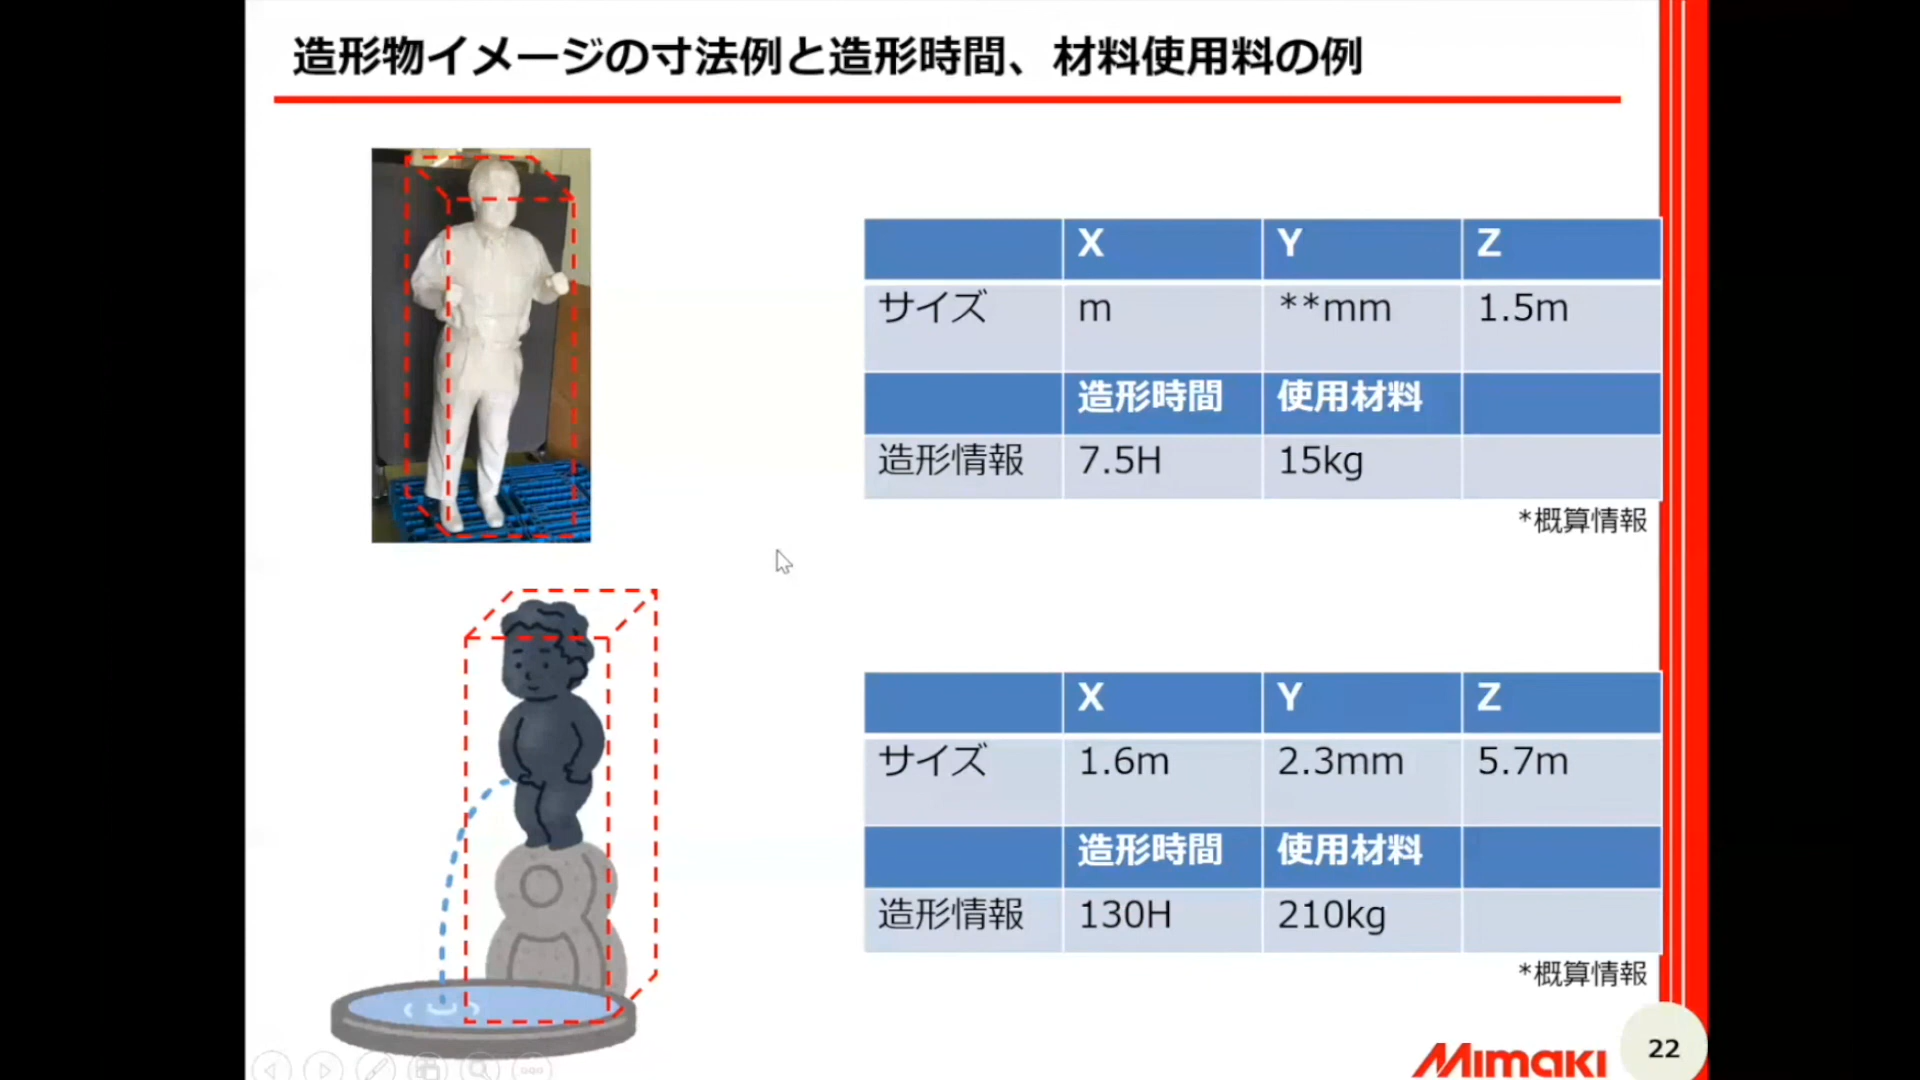 造形物イメージの寸法例と造形時間、材料使用料の例
X Y Z
サイズ m **mm 1.5m
造形時間 使用材料
造形情報 7.5H 15kg
*概算情報
X Y Z
サイズ 1.6m 2.3mm 5.7m
造形時間 使用材料
造形情報 130H 210kg
*概算情報
Mimaki
22